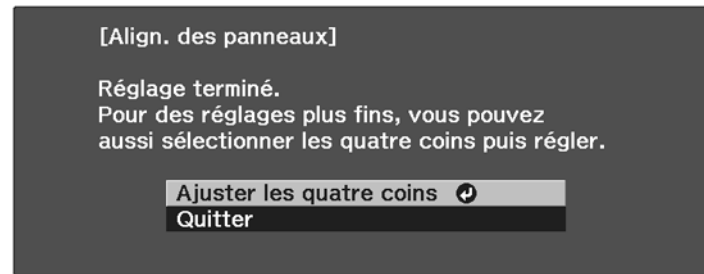 [Align. des panneaux]
Réglage terminé.
Pour des réglages plus fins, vous pouvez
aussi sélectionner les quatre coins puis régler.
Ajuster les quatre coins
Quitter